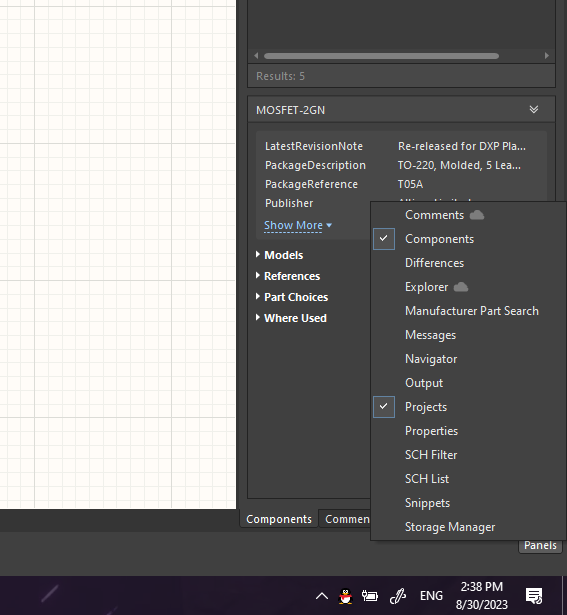 Results: 5
MOSFET-2GN
LatestRevisionNote Re-released for DXP Pla...
PackageDescription TO-220, Molded, 5 Lea...
PackageReference T05A
Publisher
Show More
Models
References
Part Choices
Where Used
Comments
Components
Differences
Explorer
Manufacturer Part Search
Messages
Navigator
Output
Projects
Properties
SCH Filter
SCH List
Snippets
Storage Manager
Components Commen
Panels
ENG
2:38 PM
8/30/2023